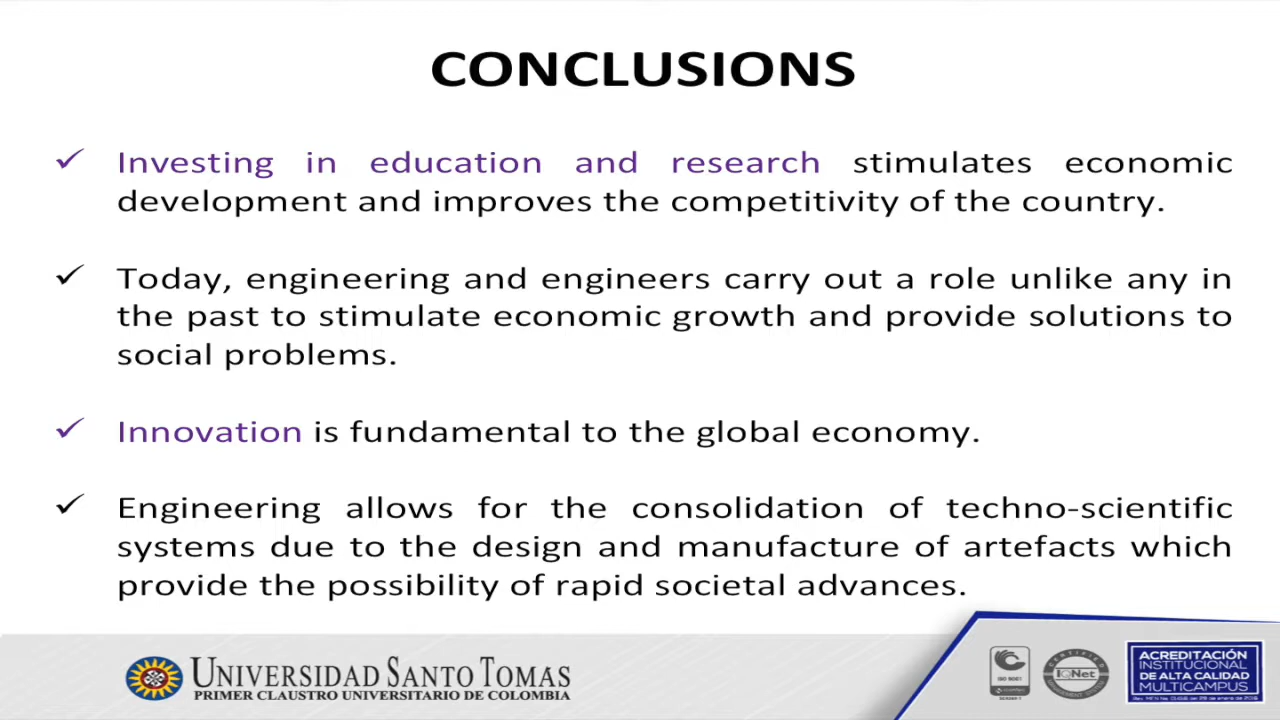 CONCLUSIONS
Investing in education and research stimulates economic
development and improves the competitivity of the country.
Today, engineering and engineers carry out a role unlike any in
the past to stimulate economic growth and provide solutions to
social problems.
Innovation is fundamental to the global economy.
Engineering allows for the consolidation of techno-scientific
systems due to the design and manufacture of artefacts which
provide the possibility of rapid societal advances.
UNIVERSIDAD SANTO TOMAS
PRIMER CLAUSTRO UNIVERSITARIO DE COLOMBIA
ISO 9001
CERTIFIED
IQNet
ACREDITACIÓN
INSTITUCIONAL
DE ALTA CALIDAD
MULTICAMPUS